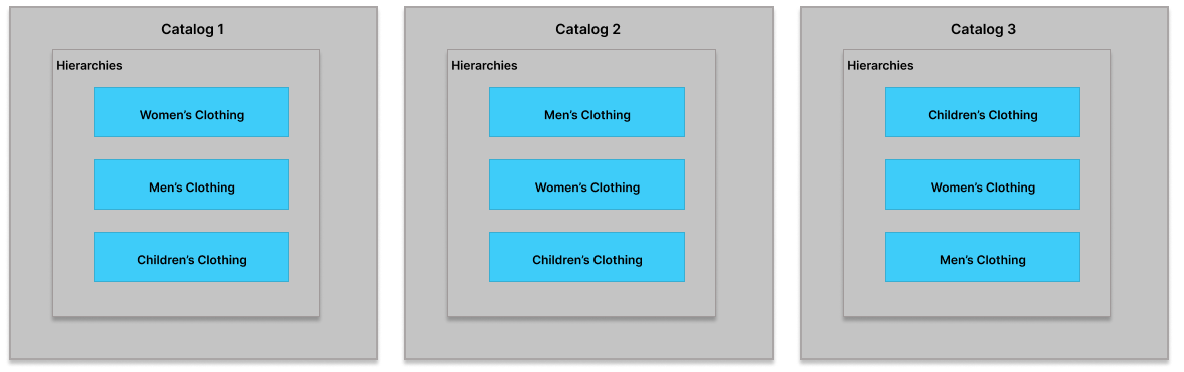 Catalog 1
Hierarchies
Women’s Clothing
Men’s Clothing
Children’s Clothing
Catalog 2
Hierarchies
Men’s Clothing
Women’s Clothing
Children’s Clothing
Catalog 3
Hierarchies
Children’s Clothing
Women’s Clothing
Men’s Clothing